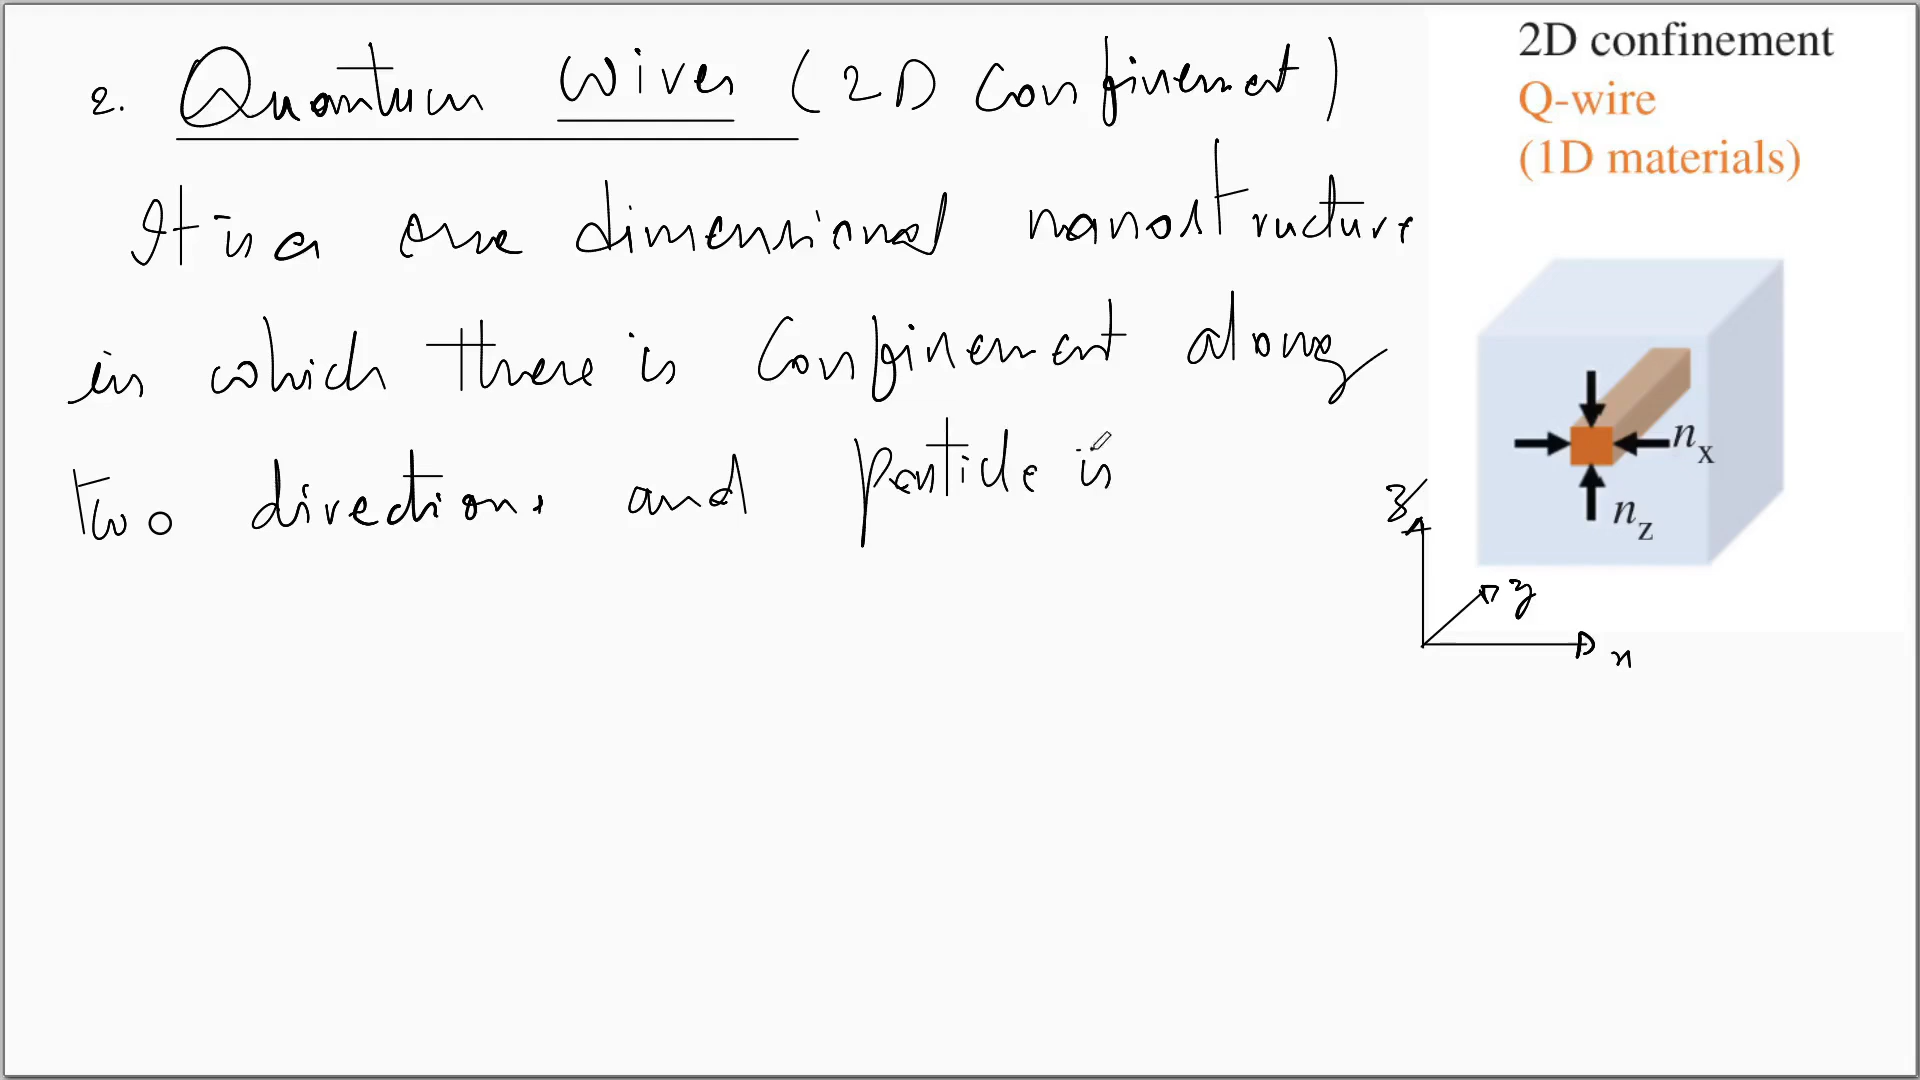 2. Quantum Wires (2D Confinement)
It is a one dimensional nanostructure
in which there is Confinement along
two directions and particle is
2D confinement
Q-wire
(1D materials)
nx
nz
z
y
x